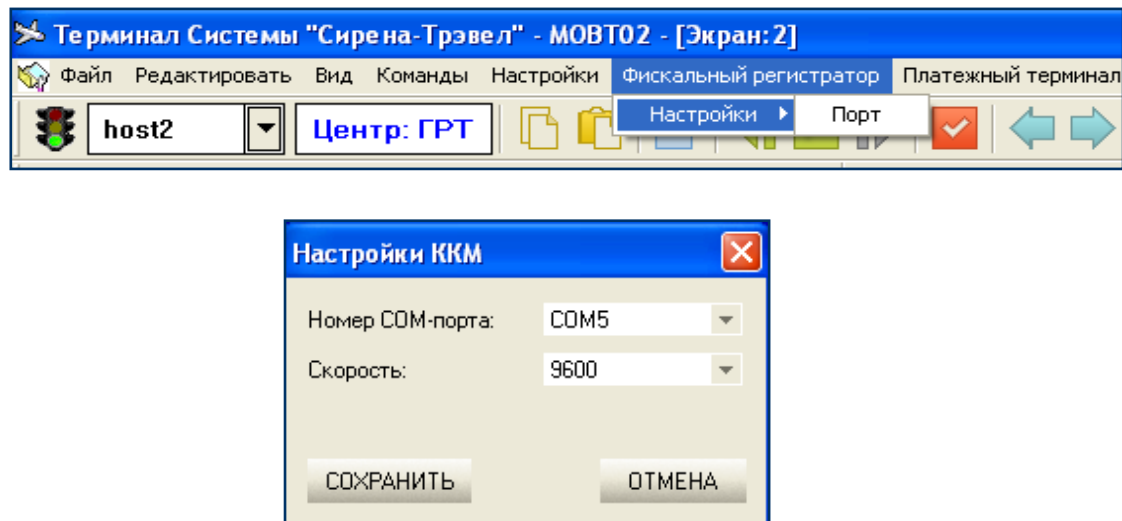 Терминал Системы "Сирена-Трэвел" - МОВТ02 - [Экран:2]
Файл Редактировать Вид Команды Настройки Фискальный регистратор Платежный терминал
Настройки Порт
host2 Центр: ГРТ
Настройки ККМ
Номер COM-порта: COM5
Скорость: 9600
СОХРАНИТЬ ОТМЕНА